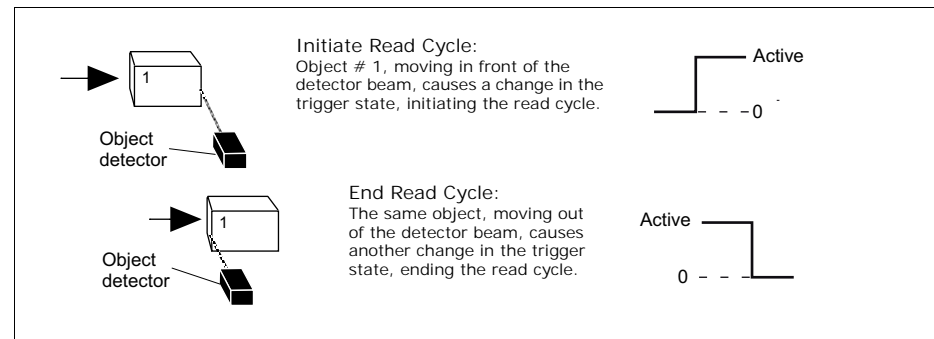 Initiate Read Cycle:
Object # 1, moving in front of the
detector beam, causes a change in the
trigger state, initiating the read cycle.
1
Object
detector
Active
0
End Read Cycle:
The same object, moving out
of the detector beam, causes
another change in the trigger
state, ending the read cycle.
1
Object
detector
Active
0